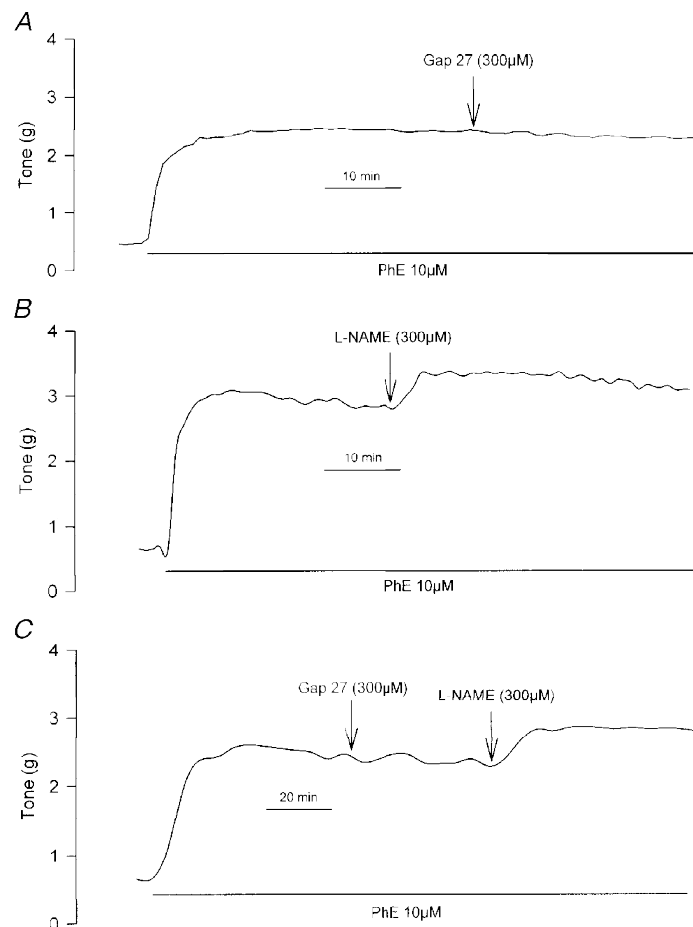 A
4
3
2
1
0
Tone (g)
Gap 27 (300µM)
10 min
PhE 10µM
B
4
3
2
1
0
Tone (g)
L-NAME (300µM)
10 min
PhE 10µM
C
4
3
2
1
0
Tone (g)
Gap 27 (300µM)
L-NAME (300µM)
20 min
PhE 10µM